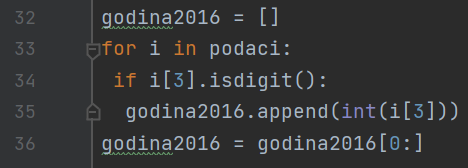 32 godina2016 = []
33 for i in podaci:
34  if i[3].isdigit():
35   godina2016.append(int(i[3]))
36 godina2016 = godina2016[0:]